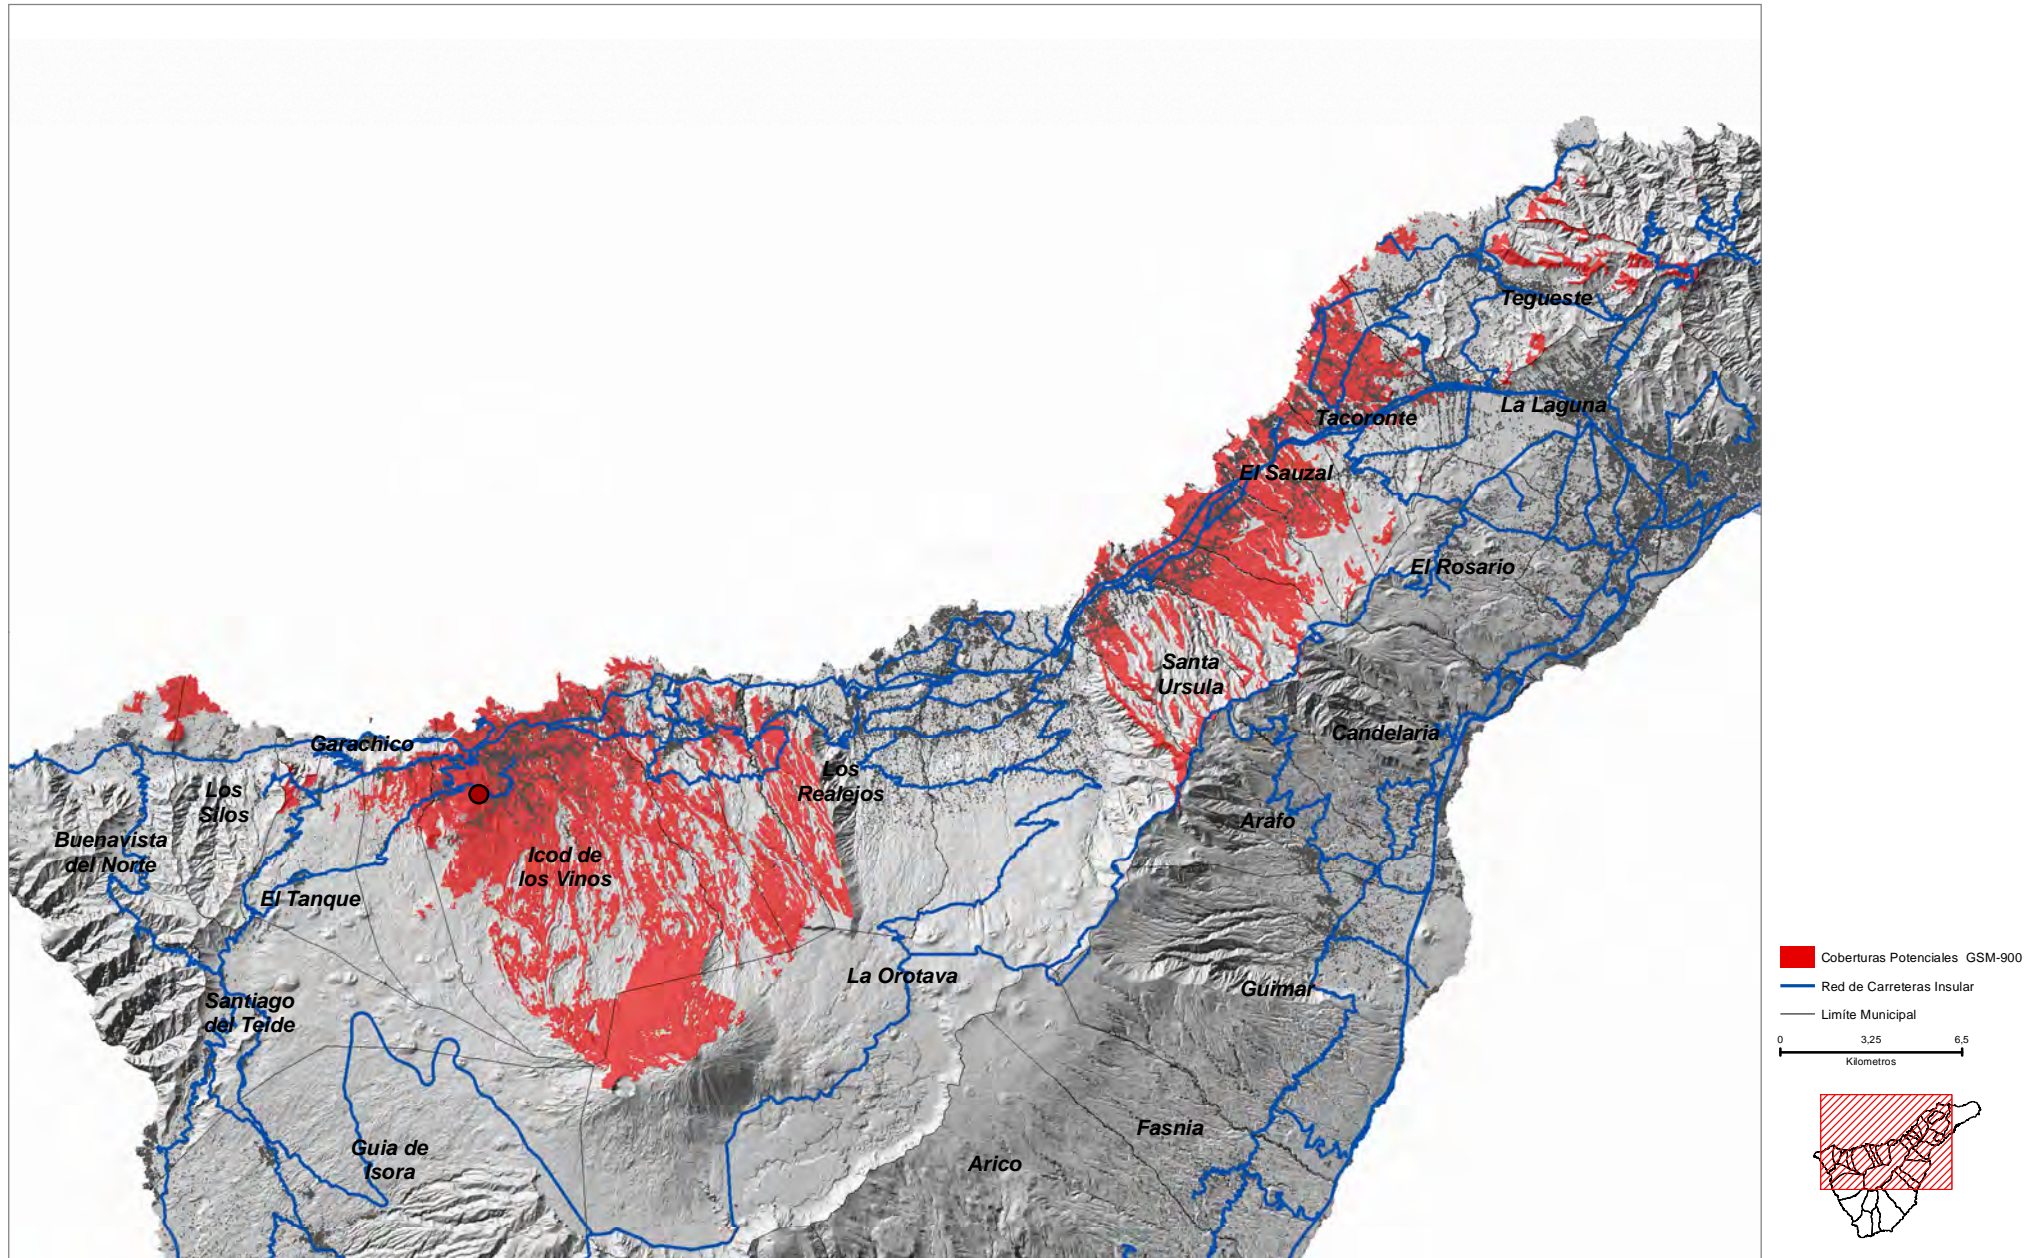 Tegueste
La Laguna
Tacoronte
El Sauzal
El Rosario
Santa
Ursula
Candelaria
Garachico
Los
Silos
Los
Realejos
Buenavista
del Norte
Arafo
Icod de
los Vinos
El Tanque
La Orotava
Guimar
Santiago
del Teide
Guia de
Isora
Fasnia
Arico
Coberturas Potenciales GSM-900
Red de Carreteras Insular
Limíte Municipal
0 3,25 6,5
Kilometros